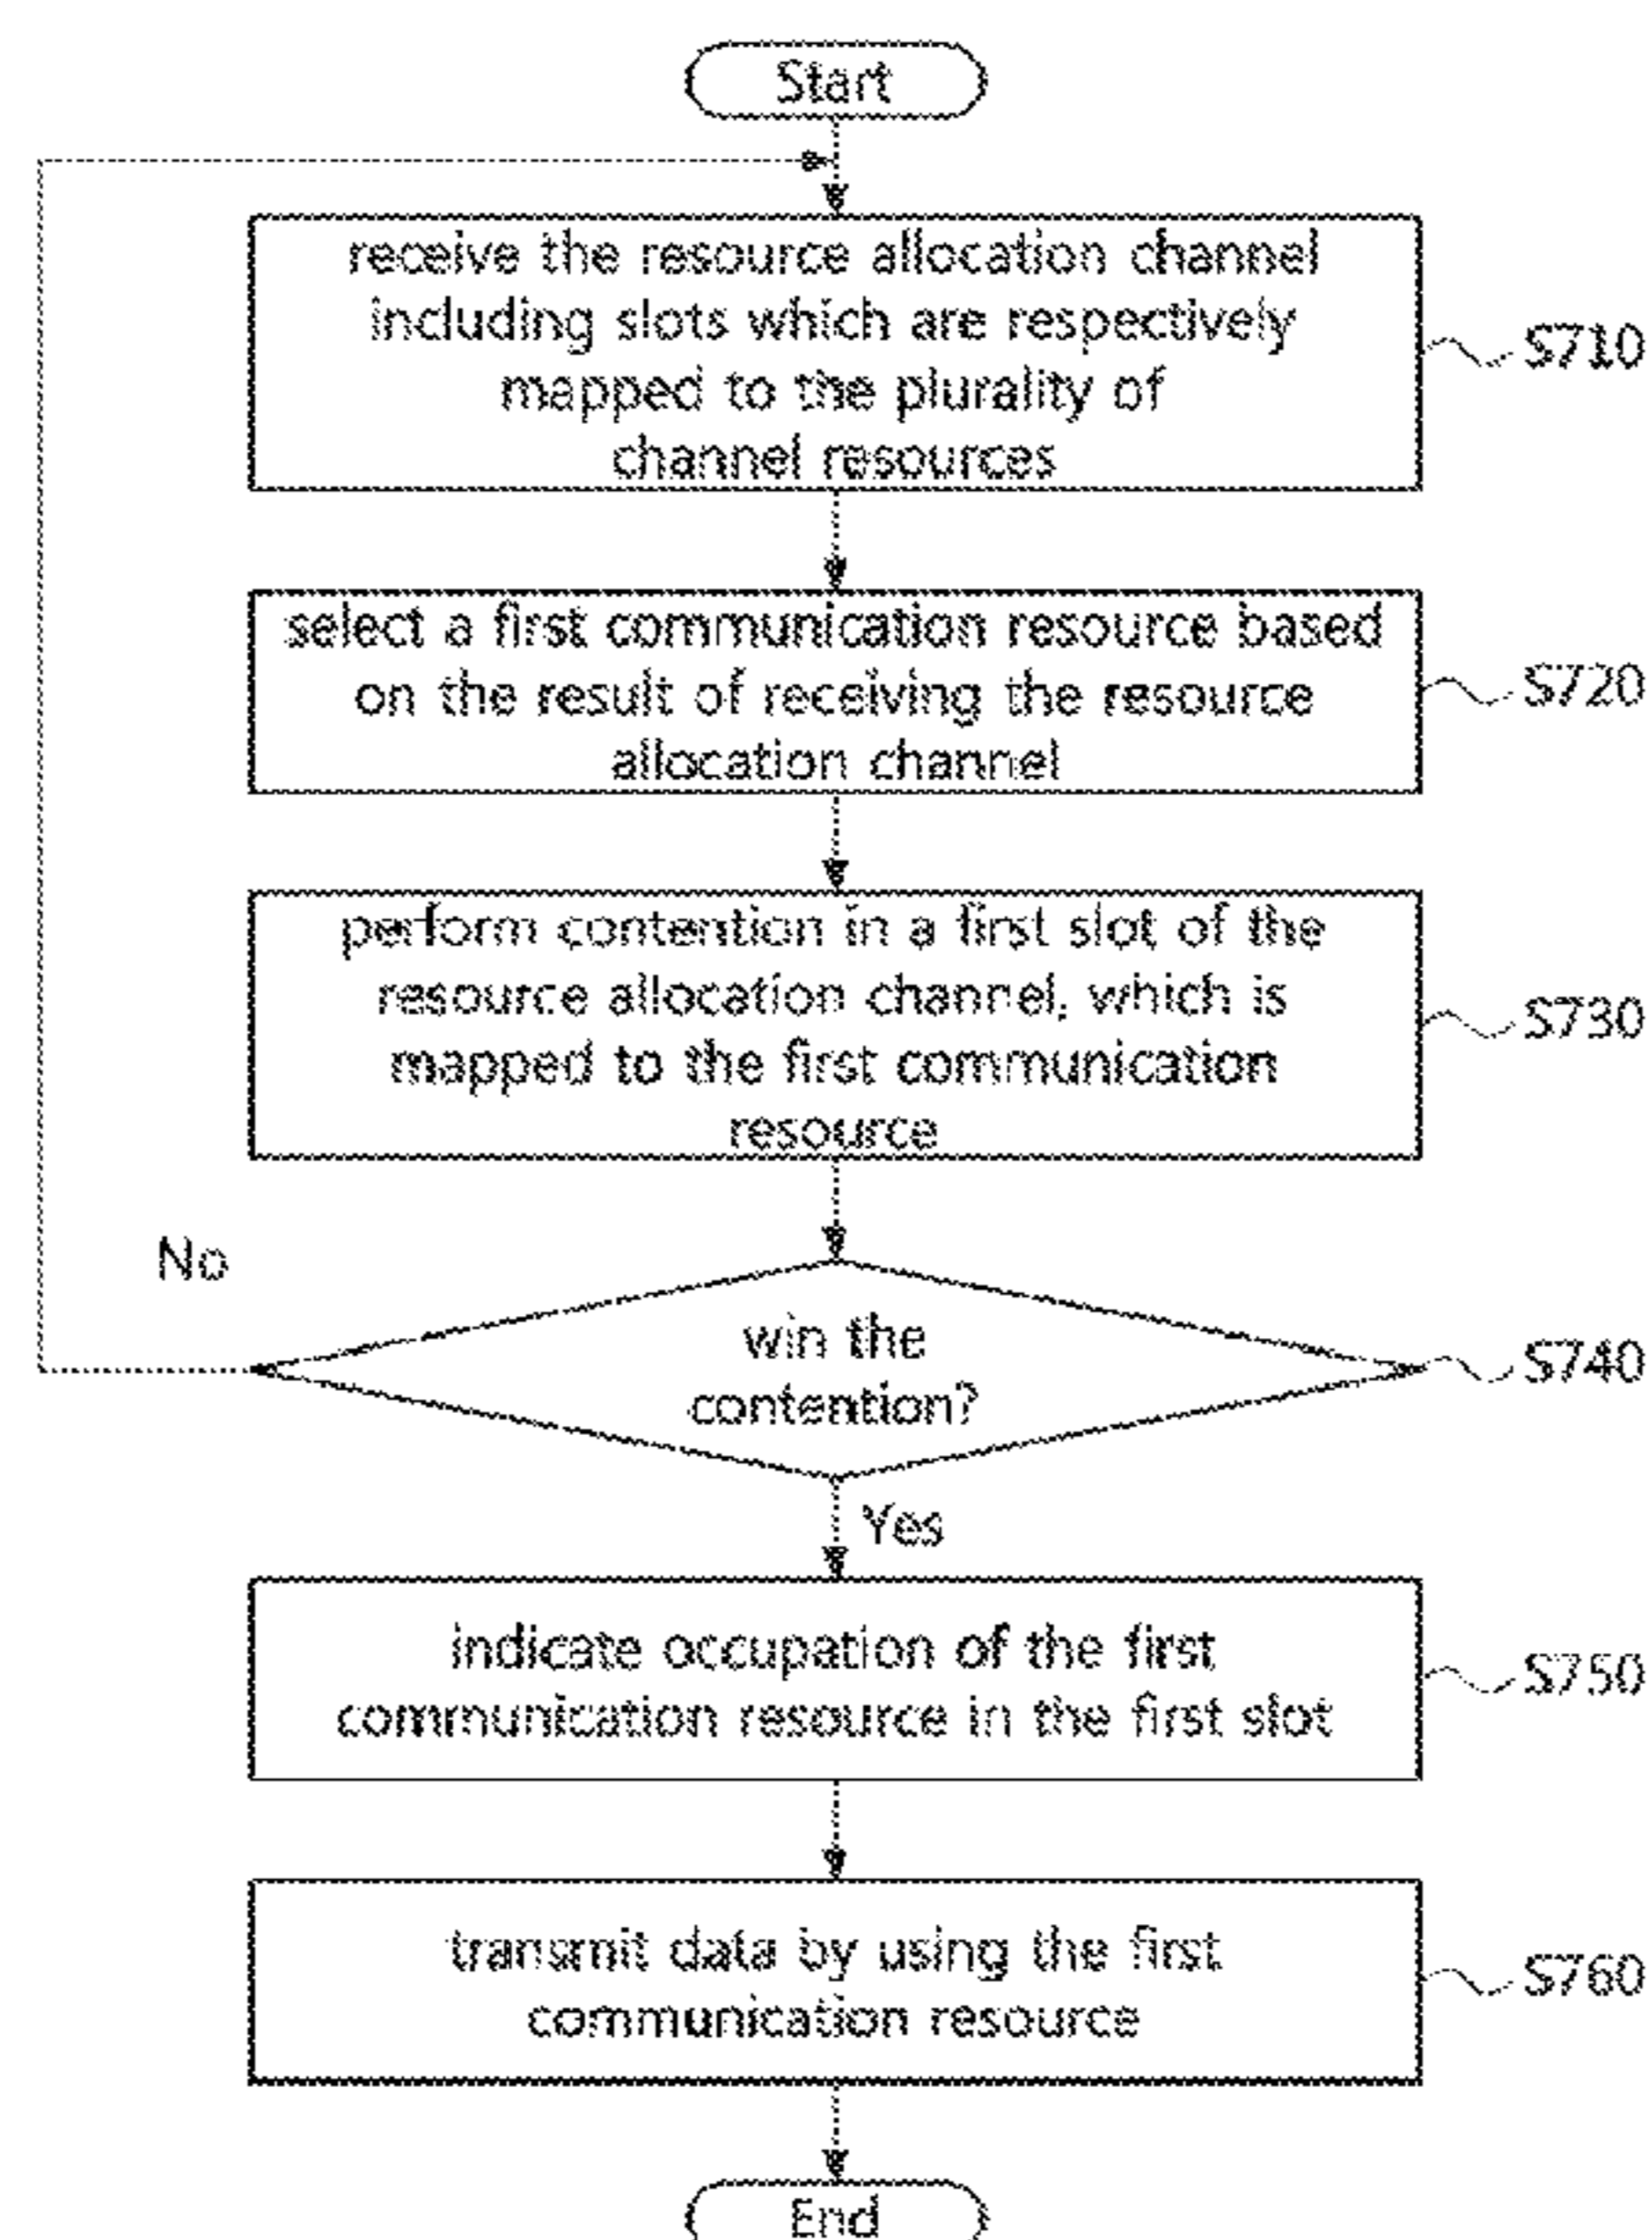 Start
receive the resource allocation channel
including slots which are respectively
mapped to the plurality of
channel resources
S710
select a first communication resource based
on the result of receiving the resource
allocation channel
S720
perform contention in a first slot of the
resource allocation channel, which is
mapped to the first communication
resource
S730
No
win the
contention?
S740
Yes
indicate occupation of the first
communication resource in the first slot
S750
transmit data by using the first
communication resource
S760
End